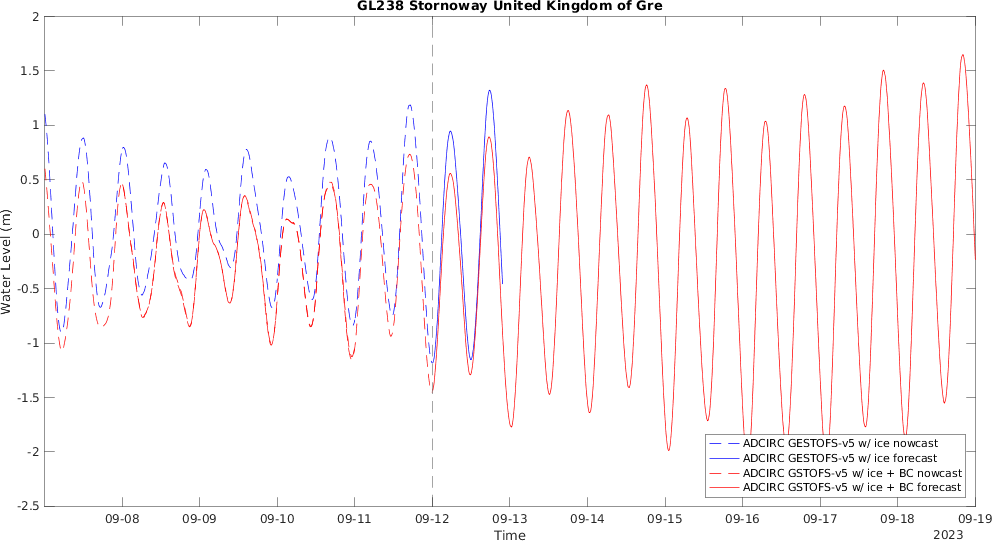 GL238 Stornoway United Kingdom of Gre
Water Level (m)
2
1.5
1
0.5
0
-0.5
-1
-1.5
-2
-2.5
ADCIRC GESTOFS-v5 w/ ice nowcast
ADCIRC GESTOFS-v5 w/ ice forecast
ADCIRC GSTOFS-v5 w/ ice + BC nowcast
ADCIRC GSTOFS-v5 w/ ice + BC forecast
09-08 09-09 09-10 09-11 09-12 09-13 09-14 09-15 09-16 09-17 09-18 09-19
Time
2023